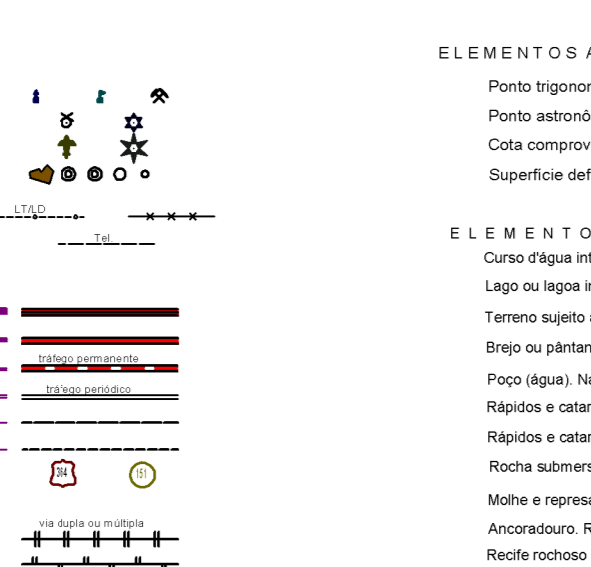 LT/LD
Tel.
tráfego permanente
tráfego periódico
364
151
via dupla ou múltipla
ELEMENTOS A
Ponto trigonor
Ponto astronô
Cota comprov
Superfície def
ELEMENTO
Curso d'água int
Lago ou lagoa in
Terreno sujeito a
Brejo ou pântan
Poço (água). Na
Rápidos e catar
Rápidos e catar
Rocha submers
Molhe e represa
Ancoradouro. R
Recife rochoso